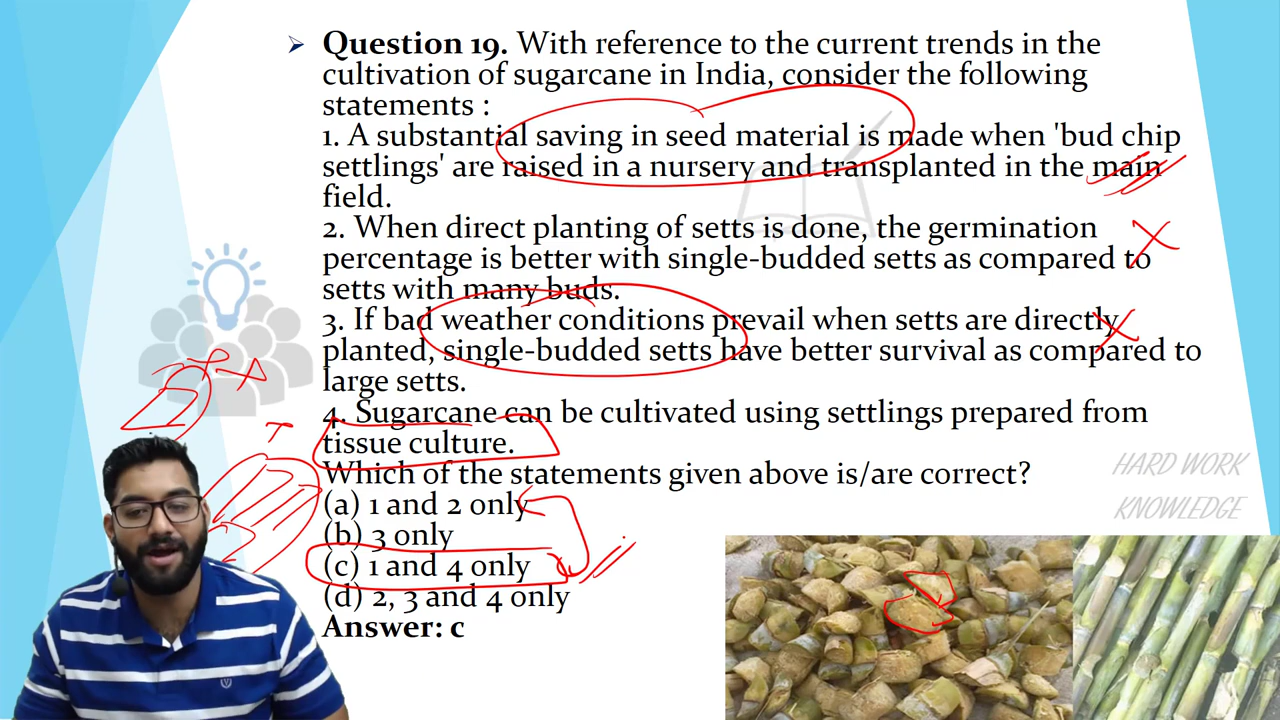 ➢ Question 19. With reference to the current trends in the
cultivation of sugarcane in India, consider the following
statements :
1. A substantial saving in seed material is made when 'bud chip
settlings' are raised in a nursery and transplanted in the main
field.
2. When direct planting of setts is done, the germination
percentage is better with single-budded setts as compared to
setts with many buds.
3. If bad weather conditions prevail when setts are directly
planted, single-budded setts have better survival as compared to
large setts.
4. Sugarcane can be cultivated using settlings prepared from
tissue culture.
Which of the statements given above is/are correct?
(a) 1 and 2 only
(b) 3 only
(c) 1 and 4 only
(d) 2, 3 and 4 only
Answer: c
HARD WORK
KNOWLEDGE